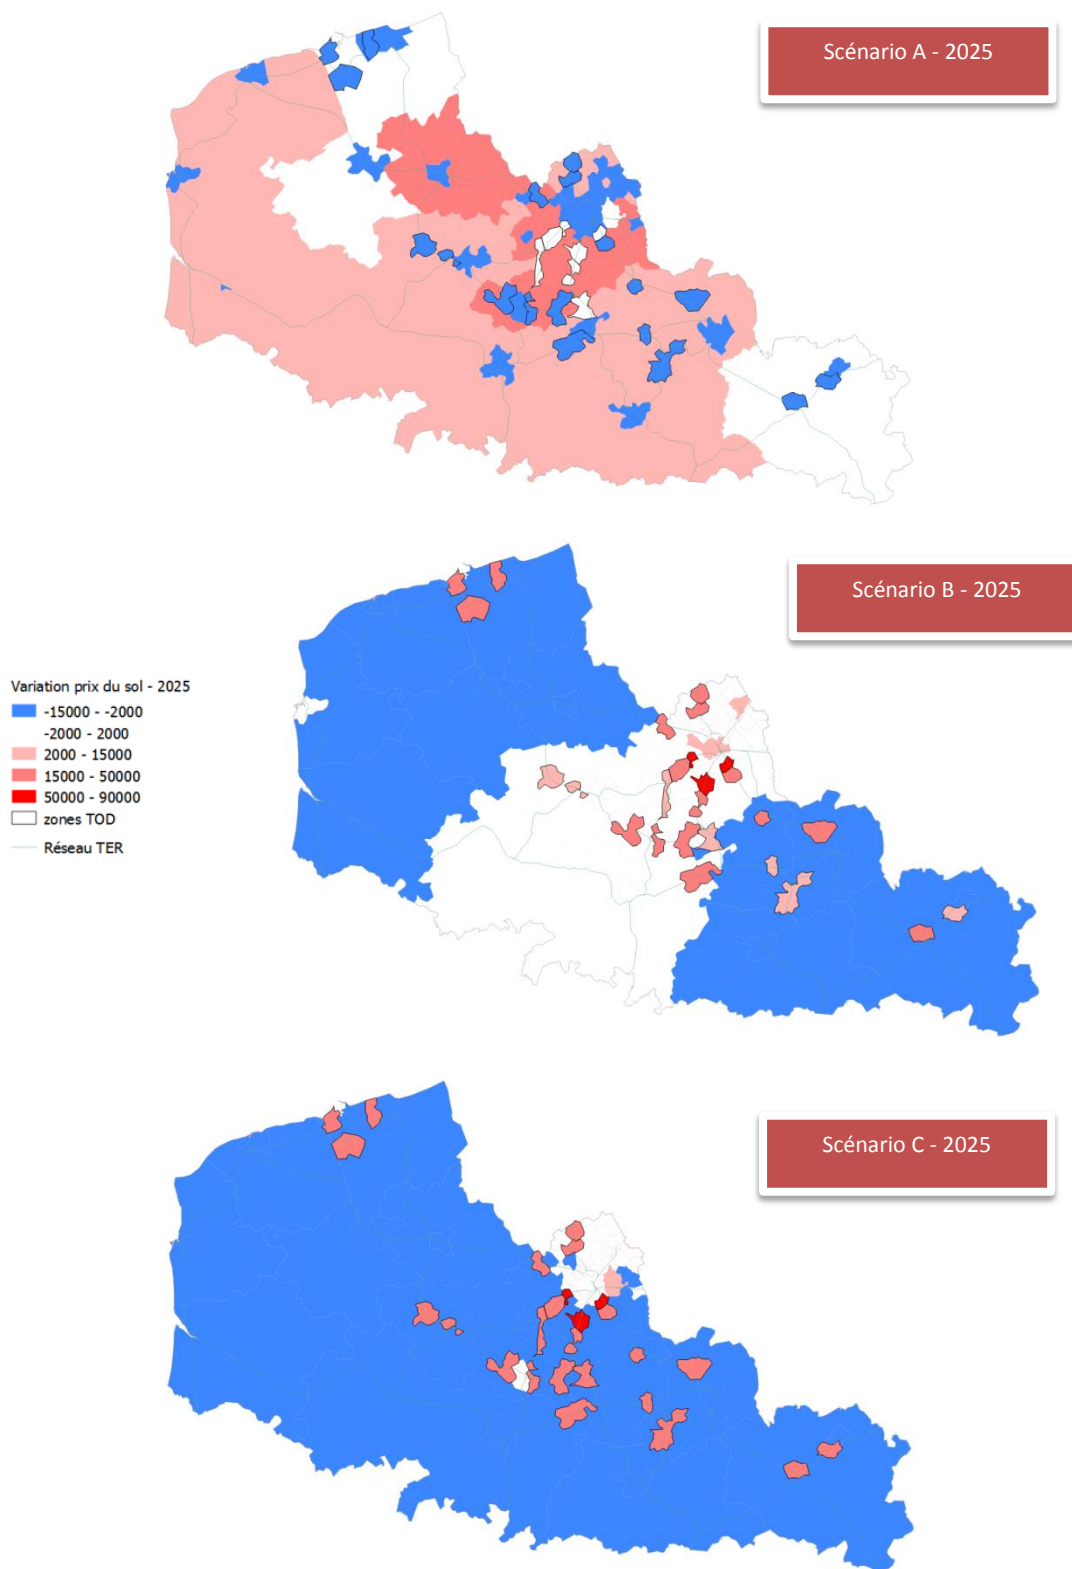 Scénario A - 2025
Scénario B - 2025
Variation prix du sol - 2025
-15000 - -2000
-2000 - 2000
2000 - 15000
15000 - 50000
50000 - 90000
zones TOD
Réseau TER
Scénario C - 2025